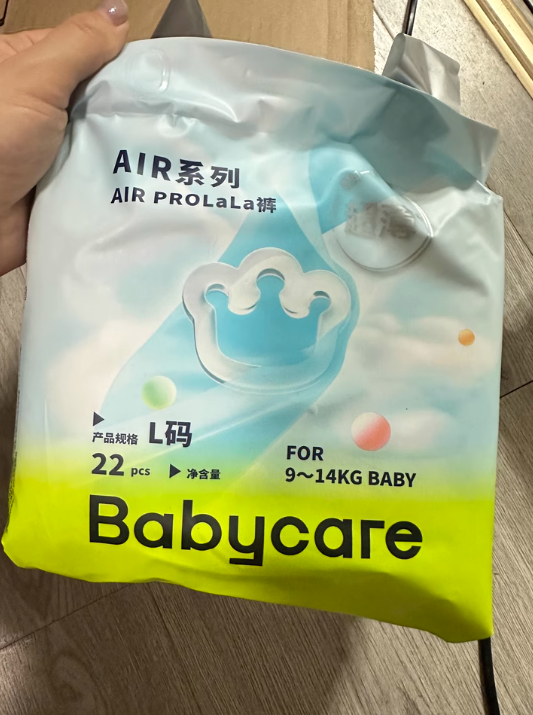 AIR系列
AIR PROLaLa裤
产品规格 L码
22 pcs 净含量
FOR
9～14KG BABY
Babycare